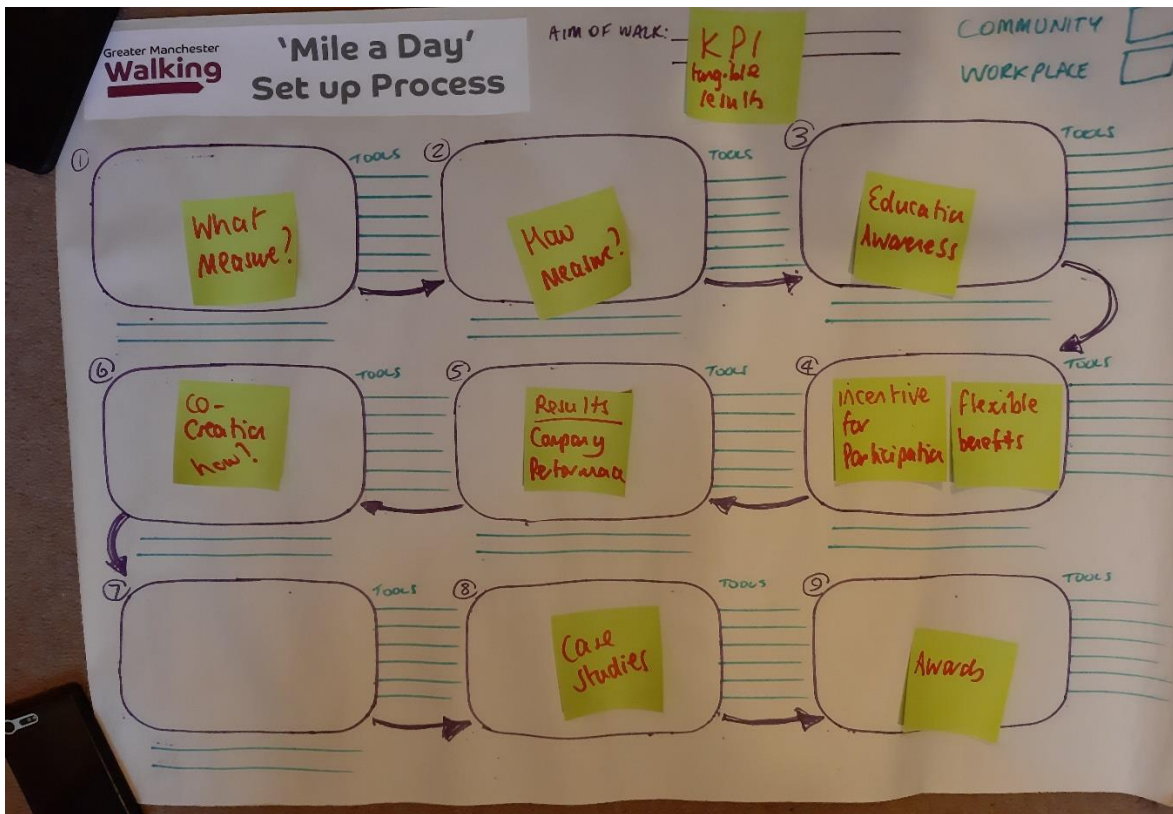 Greater Manchester
Walking
'Mile a Day'
Set up Process
AIM OF WALK:
KPI
tangible
results
COMMUNITY
WORKPLACE
①
What
Measure?
TOOLS
②
How
Measure?
TOOLS
③
Education
Awareness
TOOLS
④
incentive
for
Participation
flexible
benefits
TOOLS
⑤
Results
Company
Performance
TOOLS
⑥
Co-
Creation
how?
TOOLS
⑦
TOOLS
⑧
Case
Studies
TOOLS
⑨
Awards
TOOLS